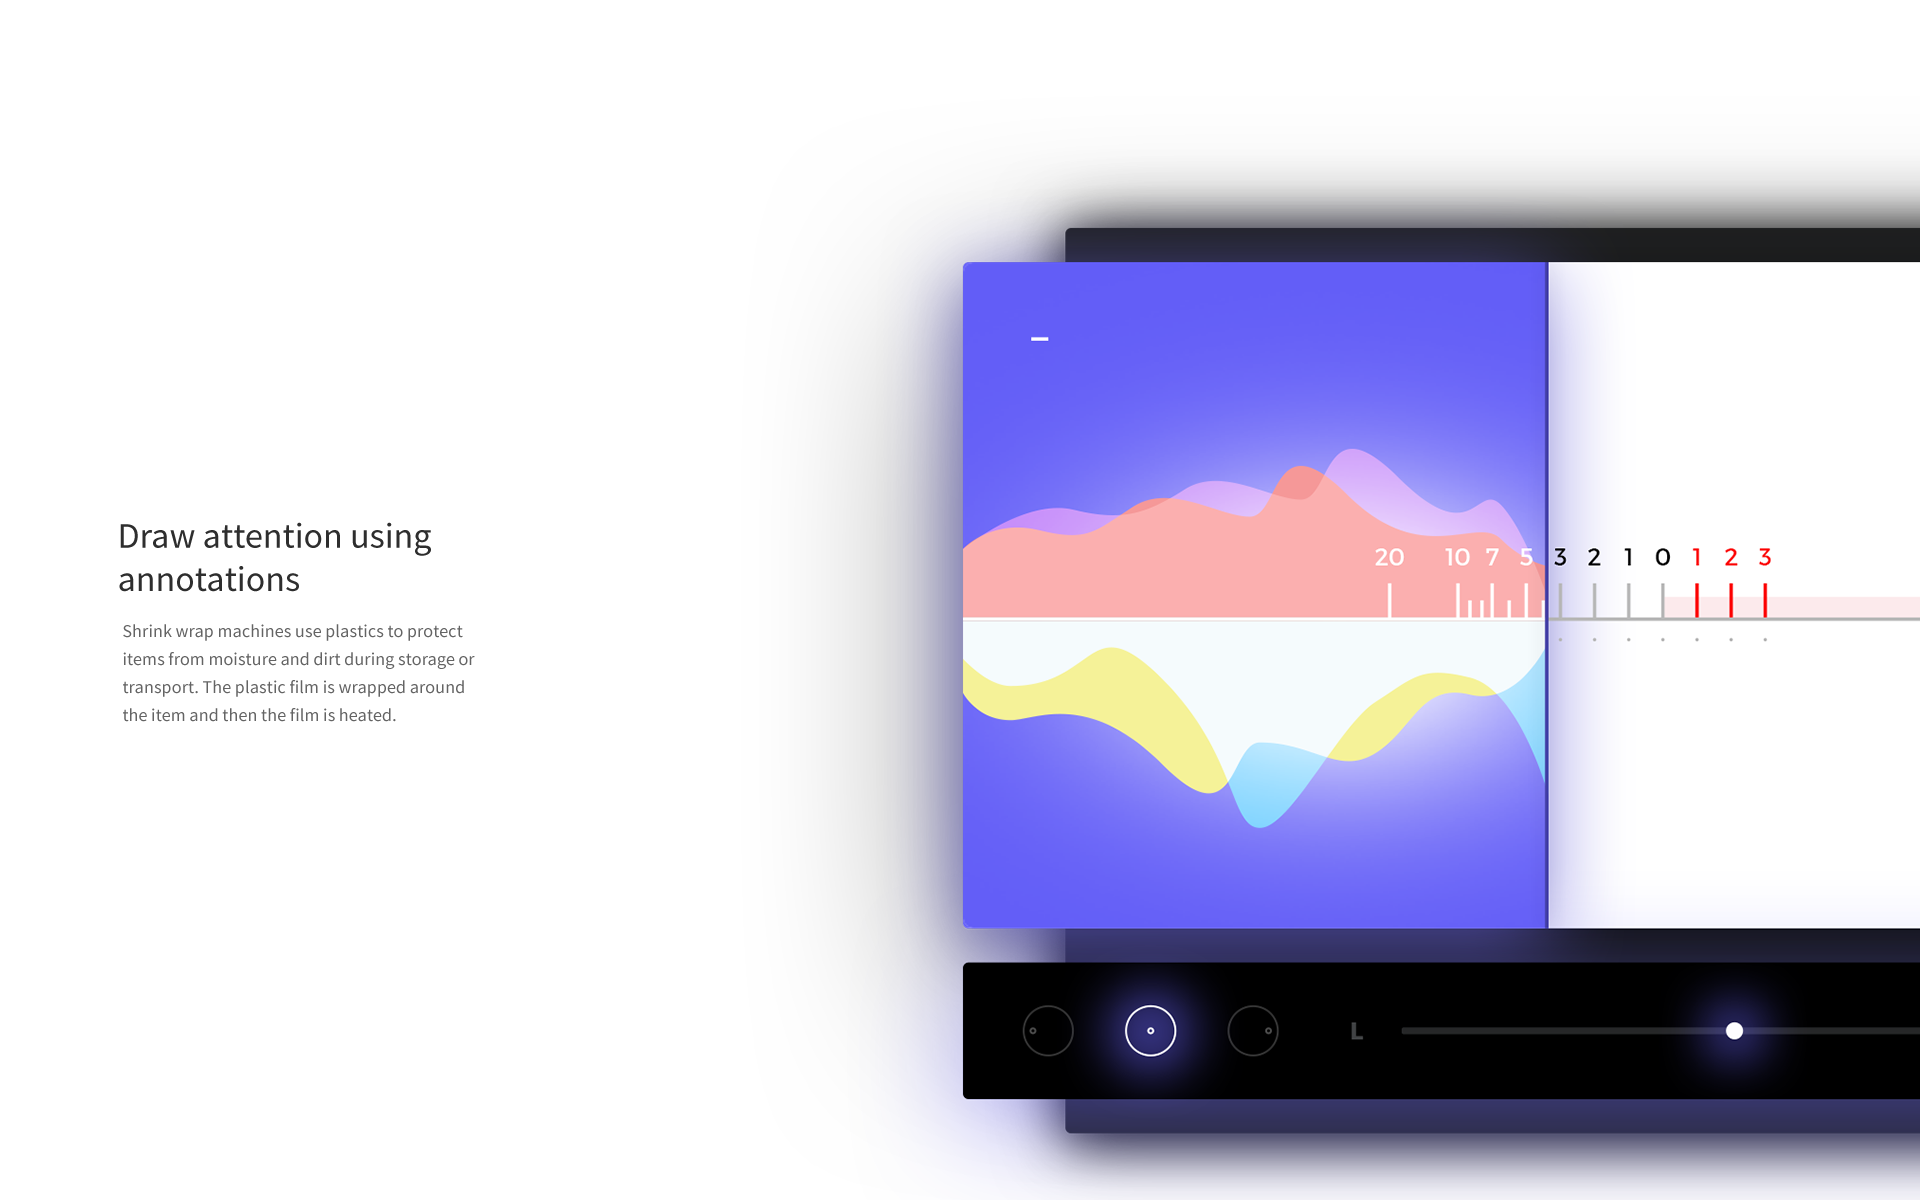 Draw attention using
annotations
Shrink wrap machines use plastics to protect
items from moisture and dirt during storage or
transport. The plastic film is wrapped around
the item and then the film is heated.
20 10 7 5 3 2 1 0 1 2 3
L